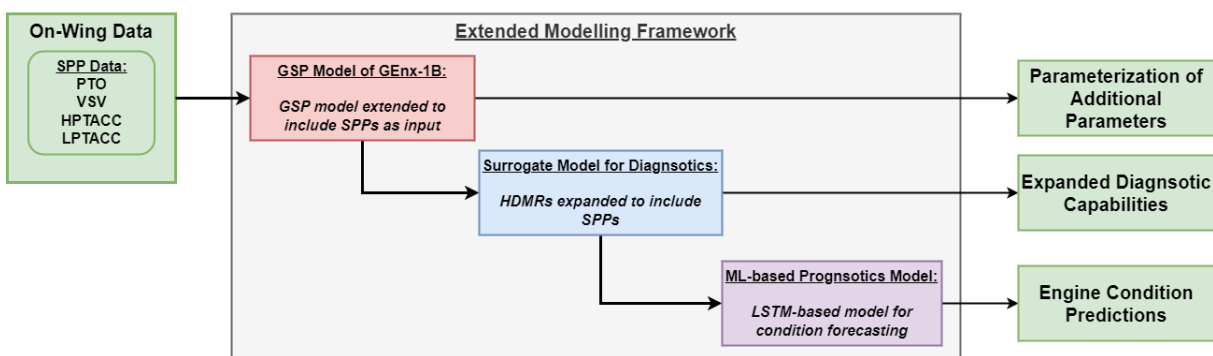 On-Wing Data
SPP Data:
PTO
VSV
HPTACC
LPTACC
Extended Modelling Framework
GSP Model of GEnx-1B:
GSP model extended to
include SPPs as input
Surrogate Model for Diagnsotics:
HDMRs expanded to include
SPPs
ML-based Prognsotics Model:
LSTM-based model for
condition forecasting
Parameterization of
Additional
Parameters
Expanded Diagnsotic
Capabilities
Engine Condition
Predictions